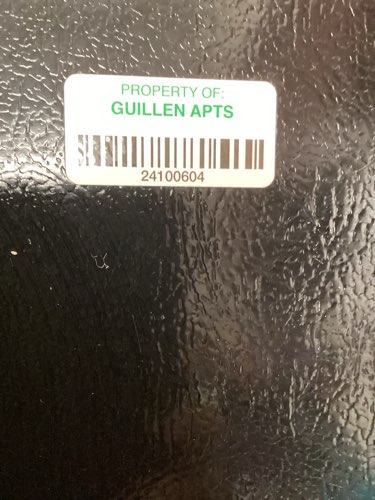 PROPERTY OF:
GUILLEN APTS
24100604